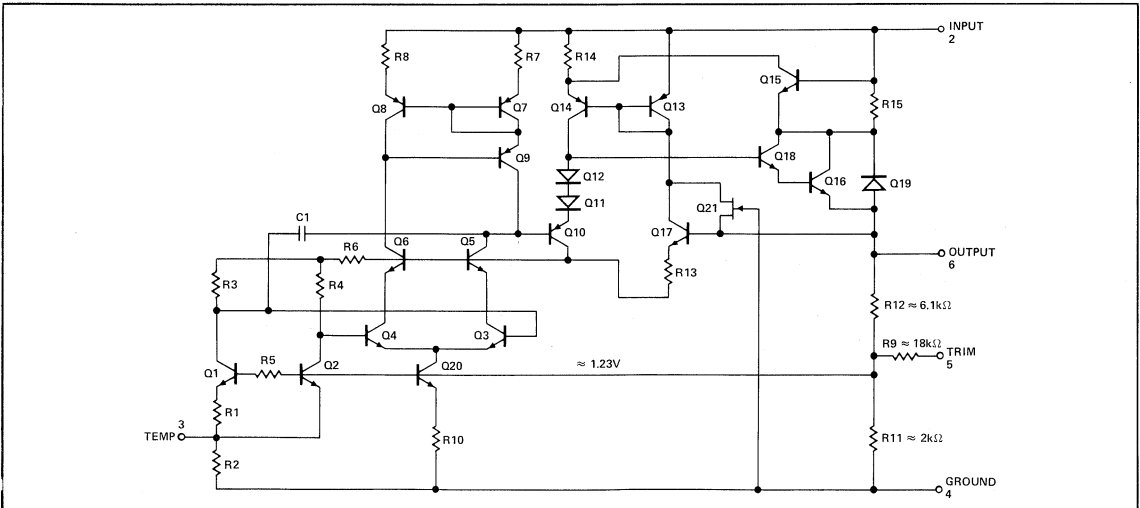 INPUT
2
R8
R7
R14
Q15
R15
Q8
Q7
Q14
Q13
Q9
Q18
Q16
Q19
Q12
Q11
C1
Q10
Q21
Q17
R6
Q6
Q5
OUTPUT
6
R13
R3
R4
R12 ≈ 6.1kΩ
Q4
Q3
R9 ≈ 18kΩ
TRIM
5
≈ 1.23V
Q1
R5
Q2
Q20
R1
3
TEMP
R10
R11 ≈ 2kΩ
R2
GROUND
4